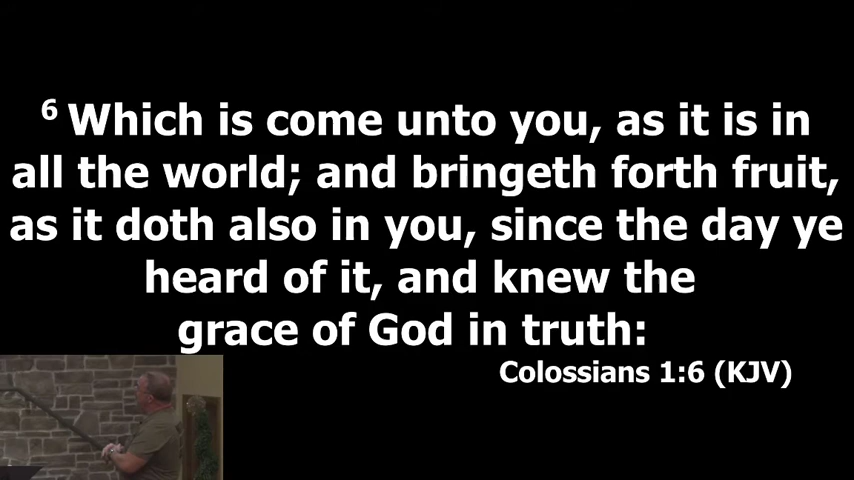 6 Which is come unto you, as it is in
all the world; and bringeth forth fruit,
as it doth also in you, since the day ye
heard of it, and knew the
grace of God in truth:
Colossians 1:6 (KJV)